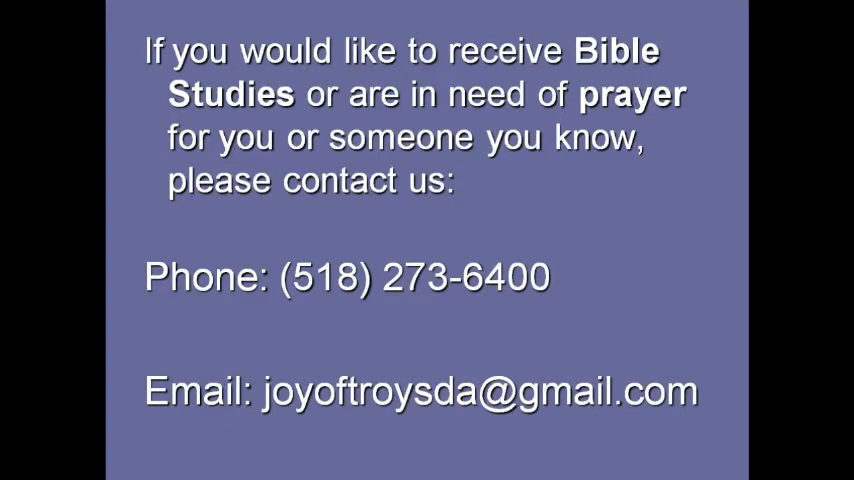 If you would like to receive Bible
Studies or are in need of prayer
for you or someone you know,
please contact us:
Phone: (518) 273-6400
Email: joyoftroysda@gmail.com